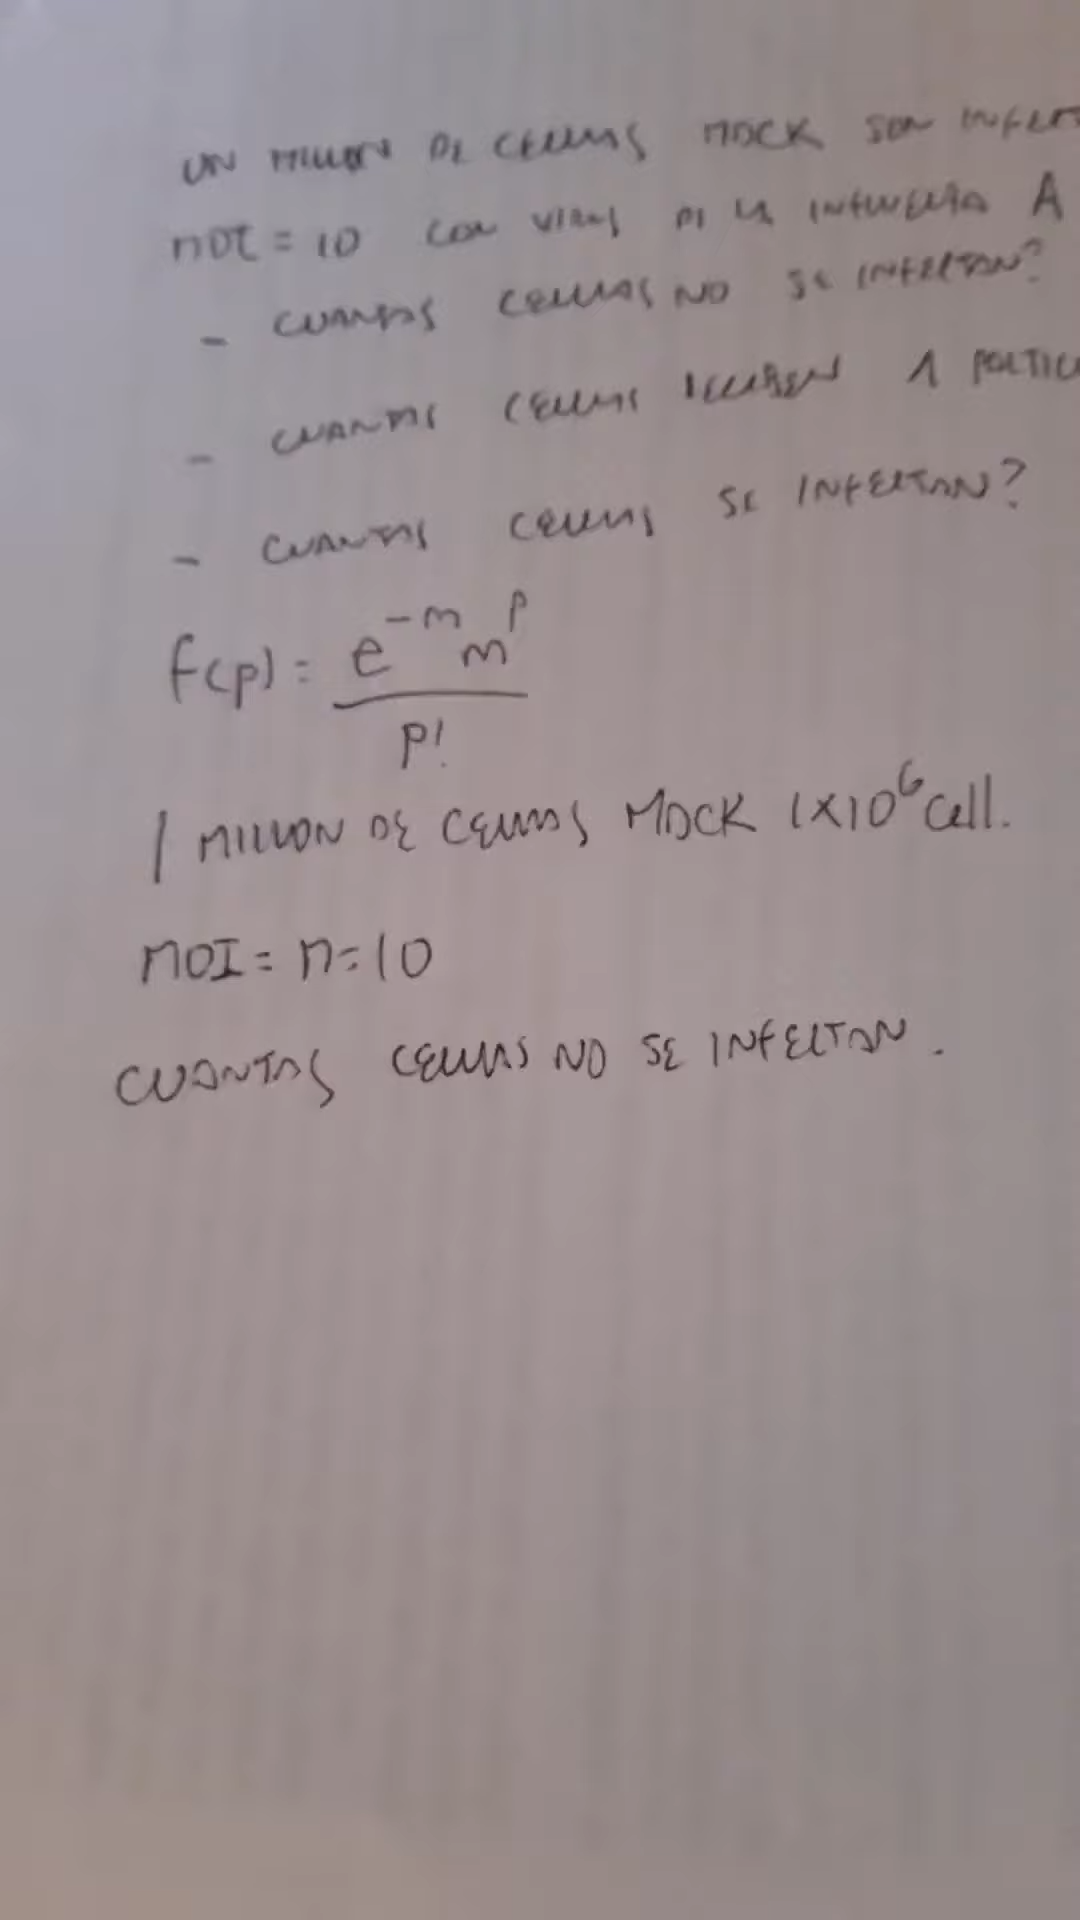 UN MILLON DE CELULAS MDCK SON INFECT
MOI = 10 CON VIRUS DE LA INFLUENZA A
- CUANTAS CELULAS NO SE INFECTAN?
- CUANTAS CELULAS RECIBEN 1 PARTICU
- CUANTAS CELULAS SE INFECTAN?
f(p) = e^-m m^p / p!
1 MILLON DE CELULAS MDCK 1X10^6 cell.
MOI = M = 10
CUANTAS CELULAS NO SE INFECTAN.